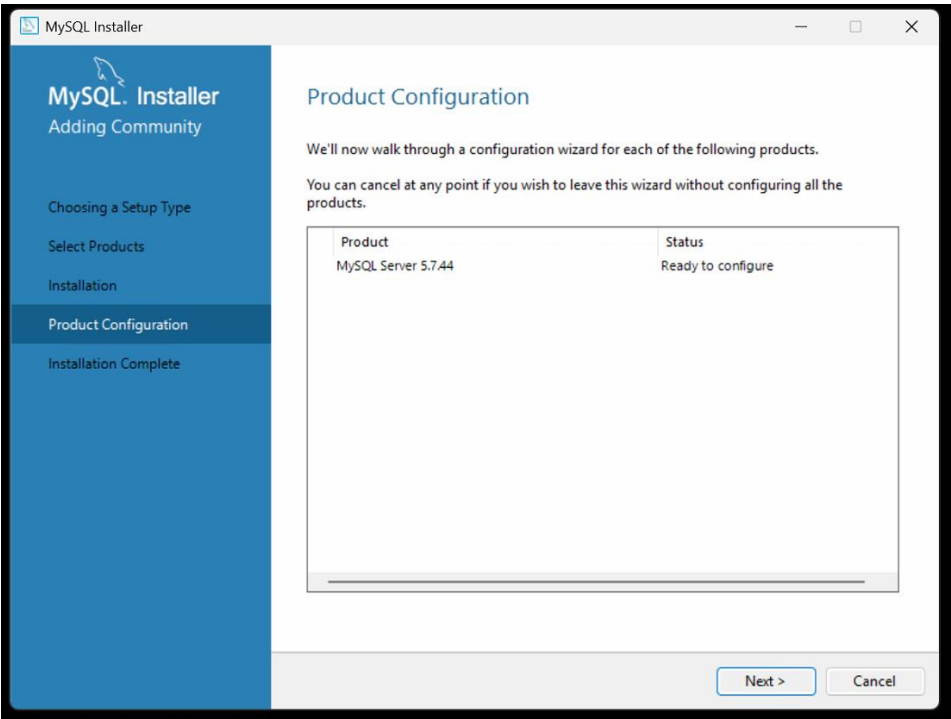 MySQL Installer
MySQL. Installer
Adding Community
Choosing a Setup Type
Select Products
Installation
Product Configuration
Installation Complete
Product Configuration
We'll now walk through a configuration wizard for each of the following products.
You can cancel at any point if you wish to leave this wizard without configuring all the
products.
Product Status
MySQL Server 5.7.44 Ready to configure
Next > Cancel